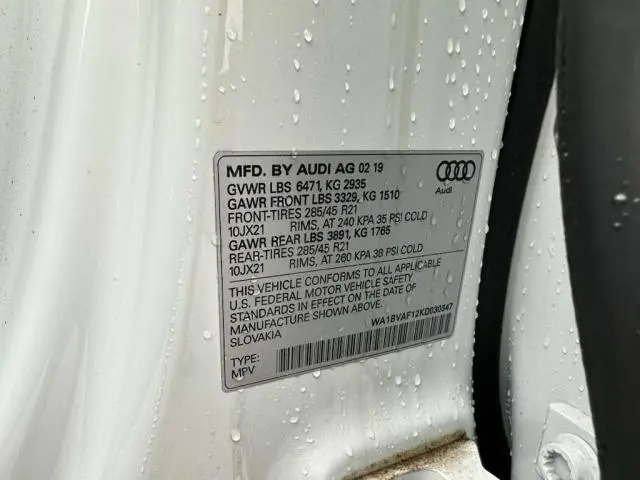 MFD. BY AUDI AG 02 19
GVWR LBS 6471, KG 2935
GAWR FRONT LBS 3329, KG 1510
FRONT-TIRES 285/45 R21
10JX21 RIMS, AT 240 KPA 35 PSI COLD
GAWR REAR LBS 3891, KG 1765
REAR-TIRES 285/45 R21
10JX21 RIMS, AT 260 KPA 38 PSI COLD
Audi
THIS VEHICLE CONFORMS TO ALL APPLICABLE
U.S. FEDERAL MOTOR VEHICLE SAFETY
STANDARDS IN EFFECT ON THE DATE OF
MANUFACTURE SHOWN ABOVE.
SLOVAKIA
WA1BVAF12KD030347
TYPE:
MPV